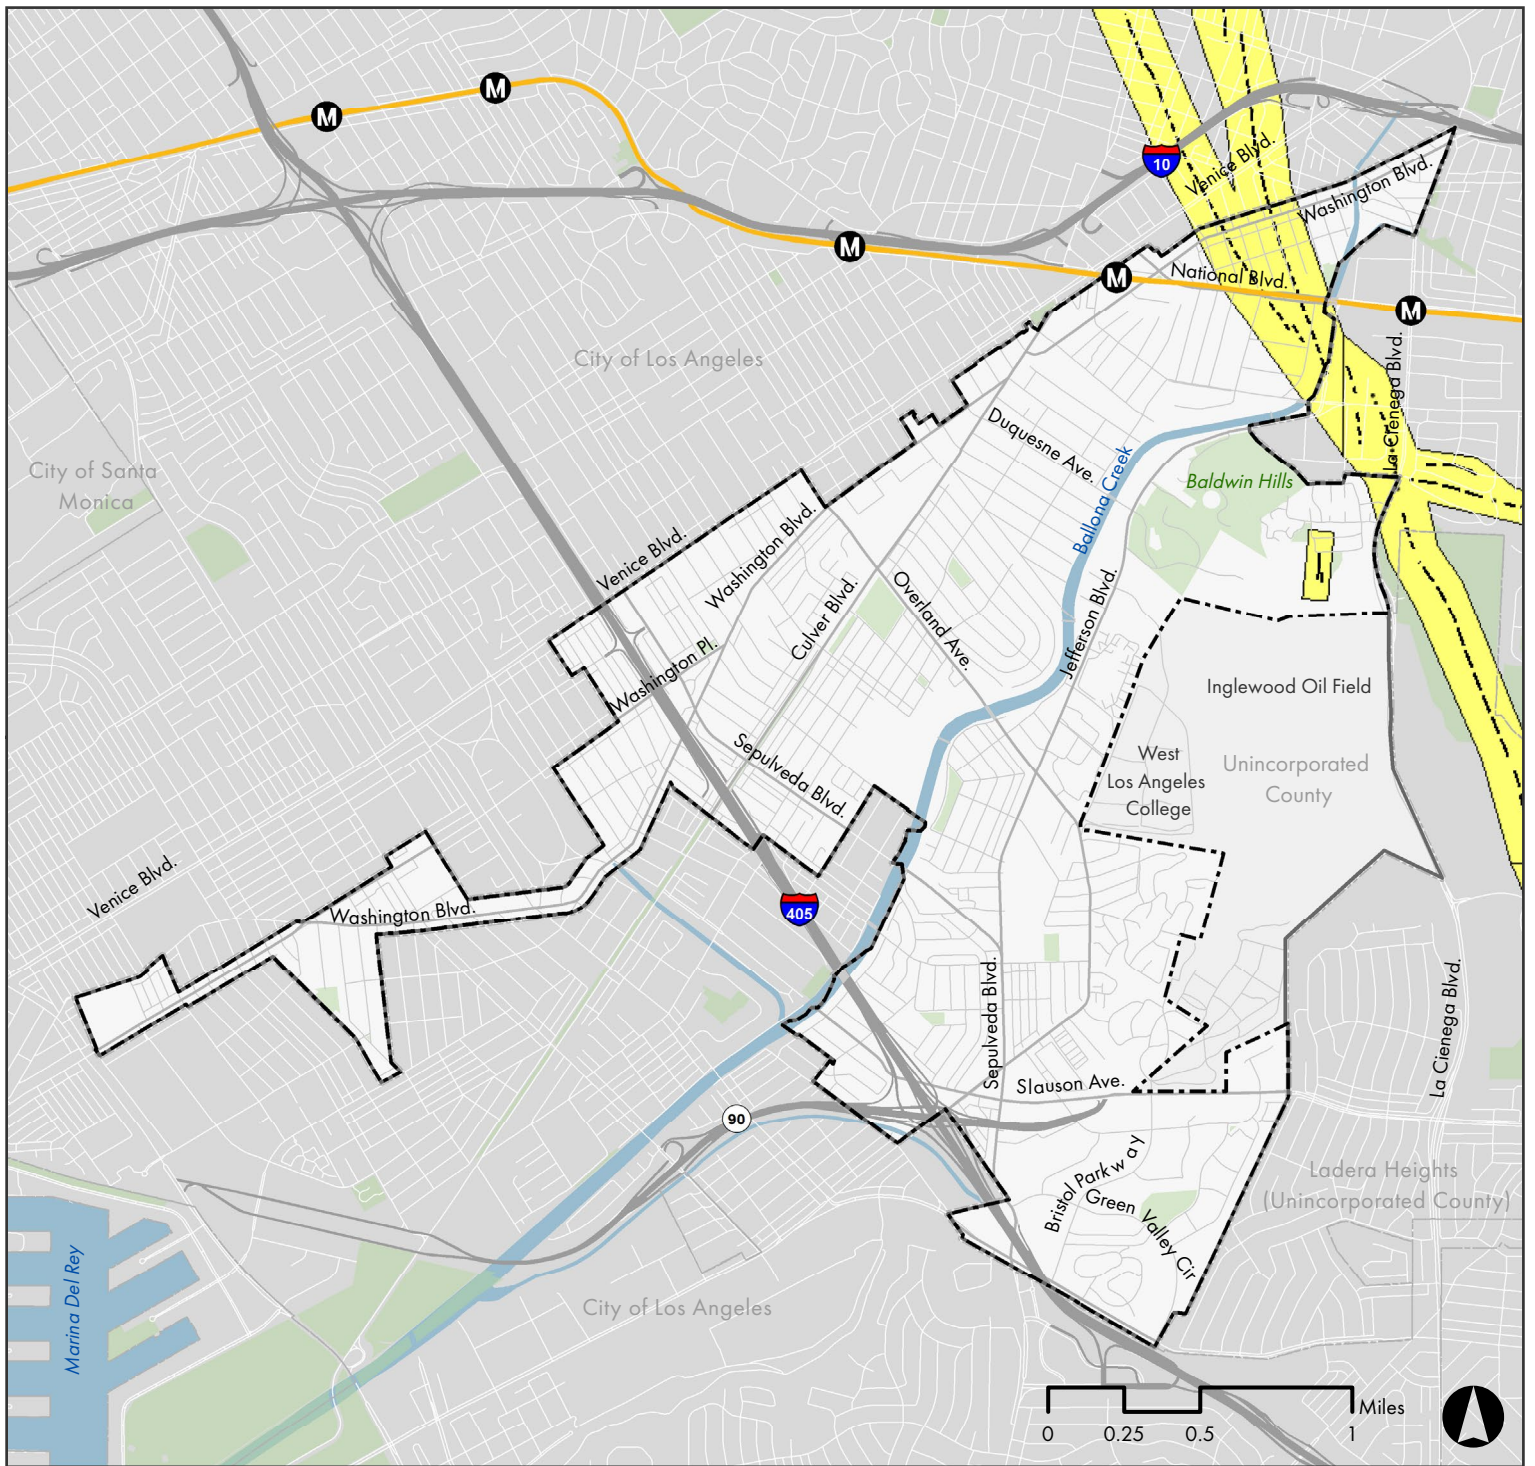 M
M
10
Venice Blvd.
Washington Blvd.
M
M
National Blvd.
M
City of Los Angeles
La Cienega Blvd.
Duquesne Ave.
City of Santa
Monica
Ballona Creek
Baldwin Hills
Venice Blvd.
Washington Blvd.
Culver Blvd.
Overland Ave.
Jefferson Blvd.
Washington Pl.
Inglewood Oil Field
Sepulveda Blvd.
West
Los Angeles
College
Unincorporated
County
Venice Blvd.
Washington Blvd.
405
Sepulveda Blvd.
La Cienega Blvd.
Slauson Ave.
90
Bristol Parkway
Green Valley Cir
Ladera Heights
(Unincorporated County)
Marina Del Rey
City of Los Angeles
Miles
0 0.25 0.5 1